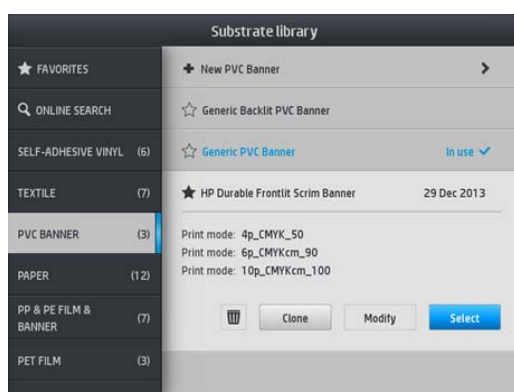 Substrate library
FAVORITES
ONLINE SEARCH
SELF-ADHESIVE VINYL (6)
TEXTILE (7)
PVC BANNER (3)
PAPER (12)
PP & PE FILM &
BANNER (7)
PET FILM (3)
New PVC Banner
Generic Backlit PVC Banner
Generic PVC Banner In use
HP Durable Frontlit Scrim Banner 29 Dec 2013
Print mode: 4p_CMYK_50
Print mode: 6p_CMYKcm_90
Print mode: 10p_CMYKcm_100
Clone Modify Select